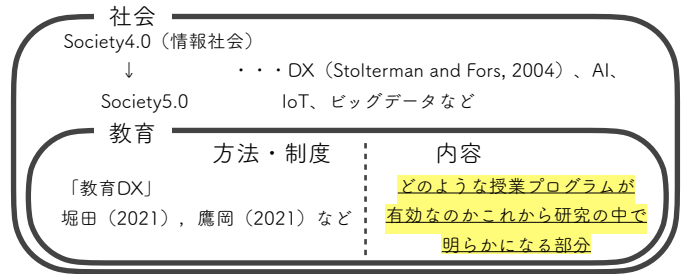 社会
Society4.0（情報社会）
↓ ・・・DX（Stolterman and Fors, 2004）、AI、
Society5.0 IoT、ビッグデータなど
教育
方法・制度 内容
「教育DX」
堀田（2021），鷹岡（2021）など
どのような授業プログラムが
有効なのかこれから研究の中で
明らかになる部分